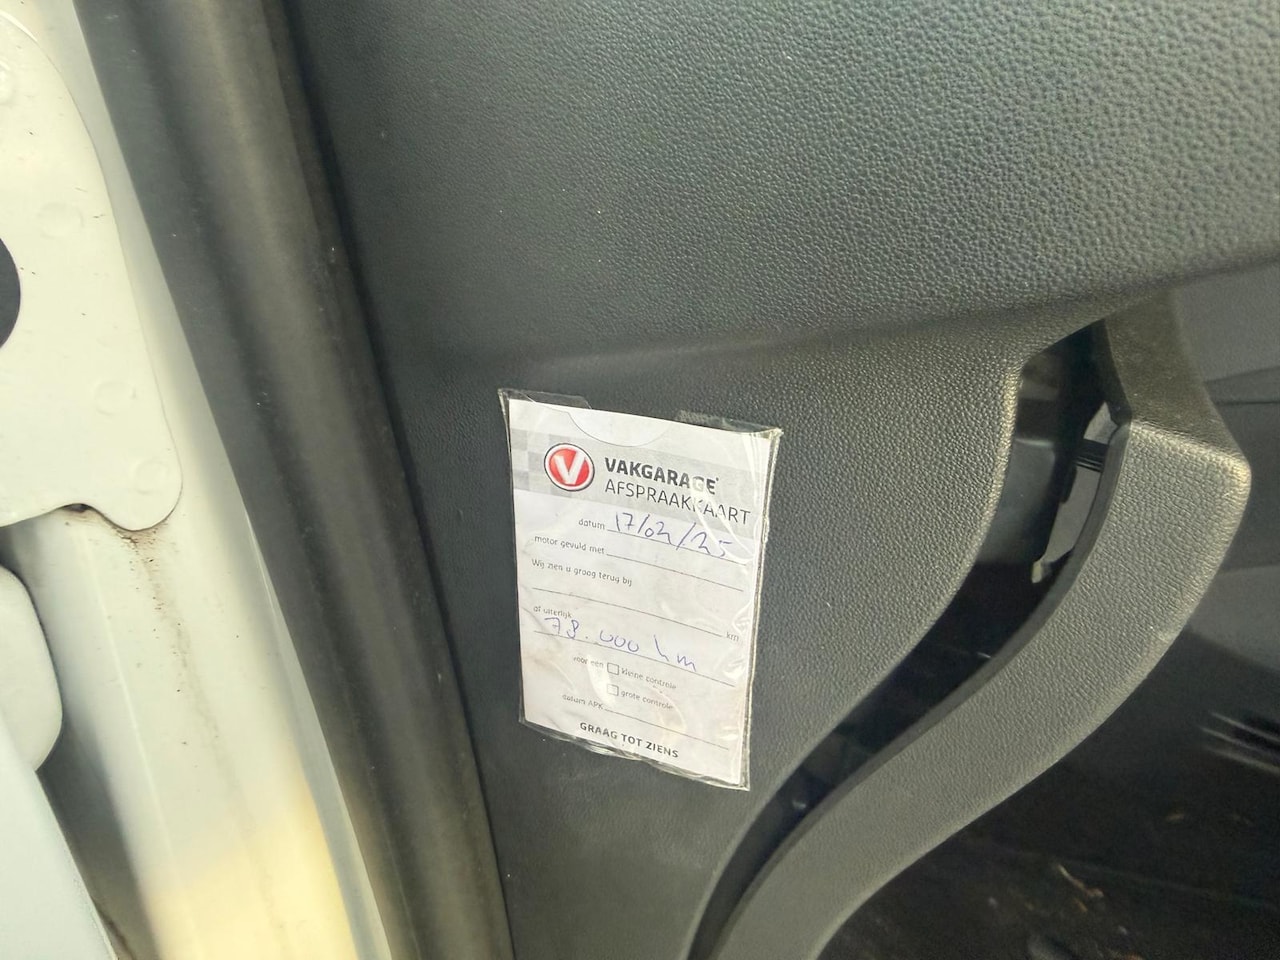 V VAKGARAGE
AFSPRAAKKAART
datum 17/02/25
motor gevuld met
Wij zien u graag terug bij
km
of uiterlijk
78.000 km
voor een kleine controle
grote controle
datum APK
GRAAG TOT ZIENS